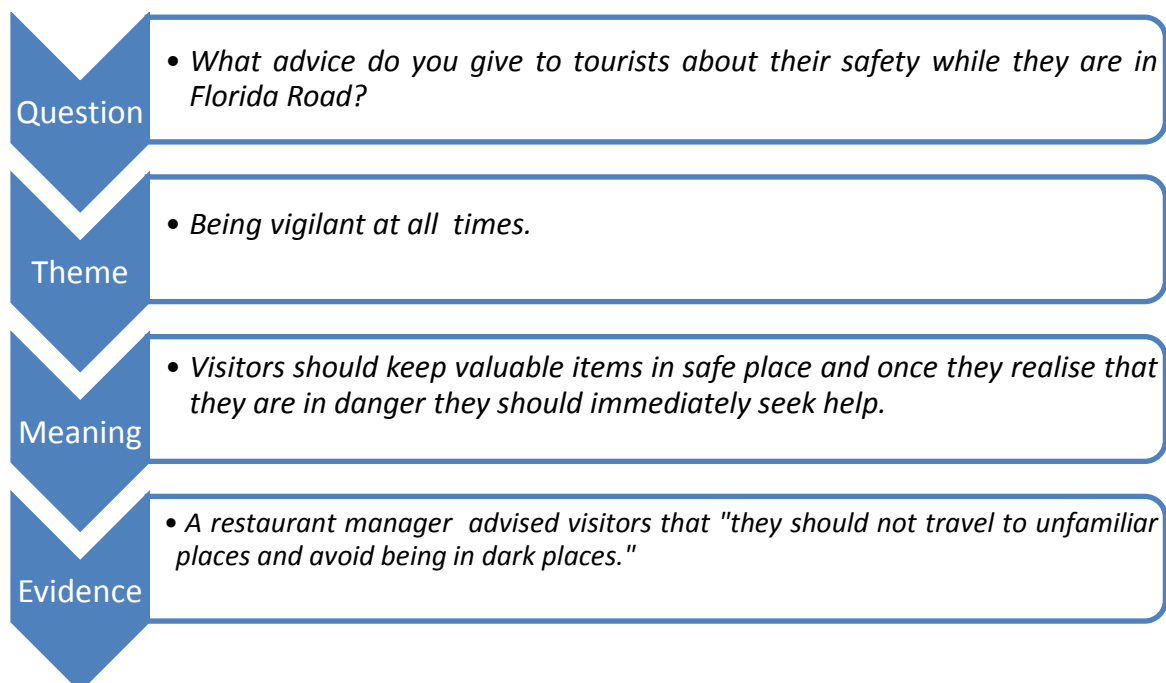 Question
• What advice do you give to tourists about their safety while they are in
Florida Road?
Theme
• Being vigilant at all times.
Meaning
• Visitors should keep valuable items in safe place and once they realise that
they are in danger they should immediately seek help.
Evidence
• A restaurant manager advised visitors that "they should not travel to unfamiliar
places and avoid being in dark places."